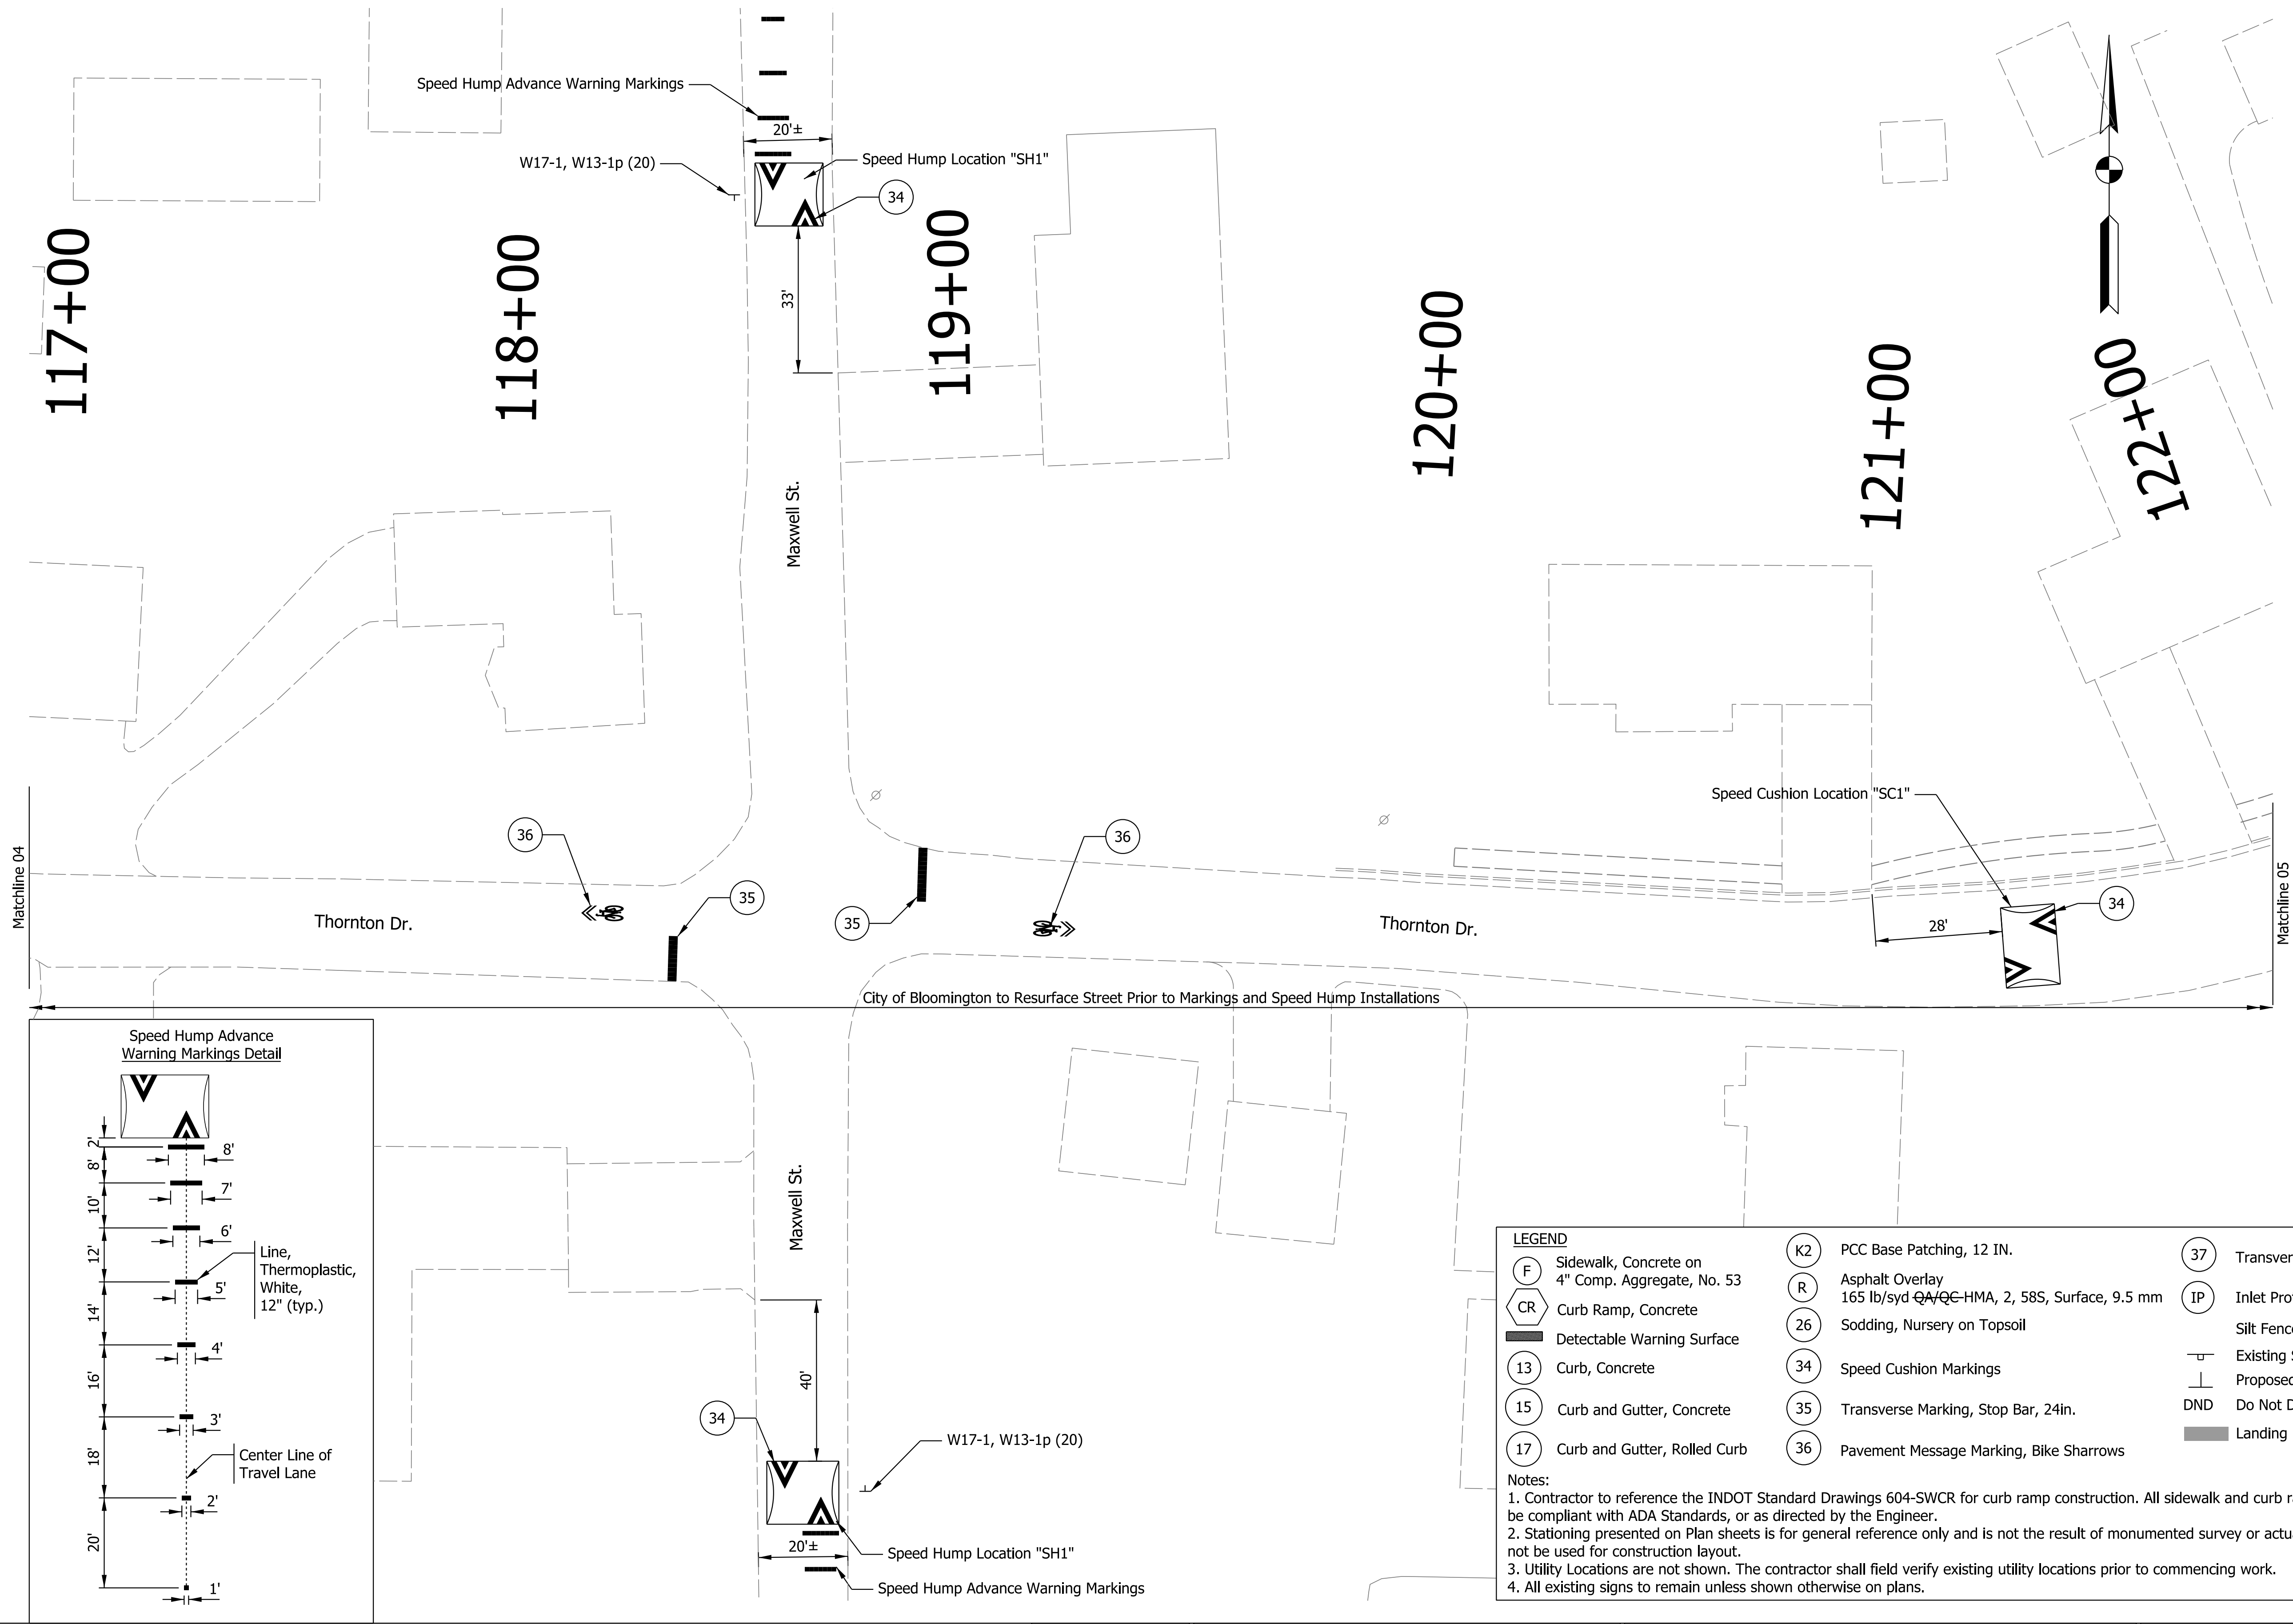 Speed Hump Advance Warning Markings
20'±
W17-1, W13-1p (20)
Speed Hump Location "SH1"
34
33'
117+00
118+00
119+00
120+00
121+00
122+00
Maxwell St.
Speed Cushion Location "SC1"
36
36
35
35
34
28'
Thornton Dr.
Thornton Dr.
Matchline 04
Matchline 05
City of Bloomington to Resurface Street Prior to Markings and Speed Hump Installations
Speed Hump Advance
Warning Markings Detail
2'
8'
8'
7'
10'
6'
12'
5'
14'
4'
16'
3'
18'
2'
20'
1'
Line,
Thermoplastic,
White,
12" (typ.)
Center Line of
Travel Lane
Maxwell St.
40'
34
W17-1, W13-1p (20)
20'±
Speed Hump Location "SH1"
Speed Hump Advance Warning Markings
LEGEND
F Sidewalk, Concrete on
4" Comp. Aggregate, No. 53
CR Curb Ramp, Concrete
Detectable Warning Surface
13 Curb, Concrete
15 Curb and Gutter, Concrete
17 Curb and Gutter, Rolled Curb
K2 PCC Base Patching, 12 IN.
R Asphalt Overlay
165 lb/syd QA/QC-HMA, 2, 58S, Surface, 9.5 mm
26 Sodding, Nursery on Topsoil
34 Speed Cushion Markings
35 Transverse Marking, Stop Bar, 24in.
36 Pavement Message Marking, Bike Sharrows
37 Transver
IP Inlet Pro
Silt Fenc
Existing
Proposed
DND Do Not D
Landing
Notes:
1. Contractor to reference the INDOT Standard Drawings 604-SWCR for curb ramp construction. All sidewalk and curb r
be compliant with ADA Standards, or as directed by the Engineer.
2. Stationing presented on Plan sheets is for general reference only and is not the result of monumented survey or actu
not be used for construction layout.
3. Utility Locations are not shown. The contractor shall field verify existing utility locations prior to commencing work.
4. All existing signs to remain unless shown otherwise on plans.